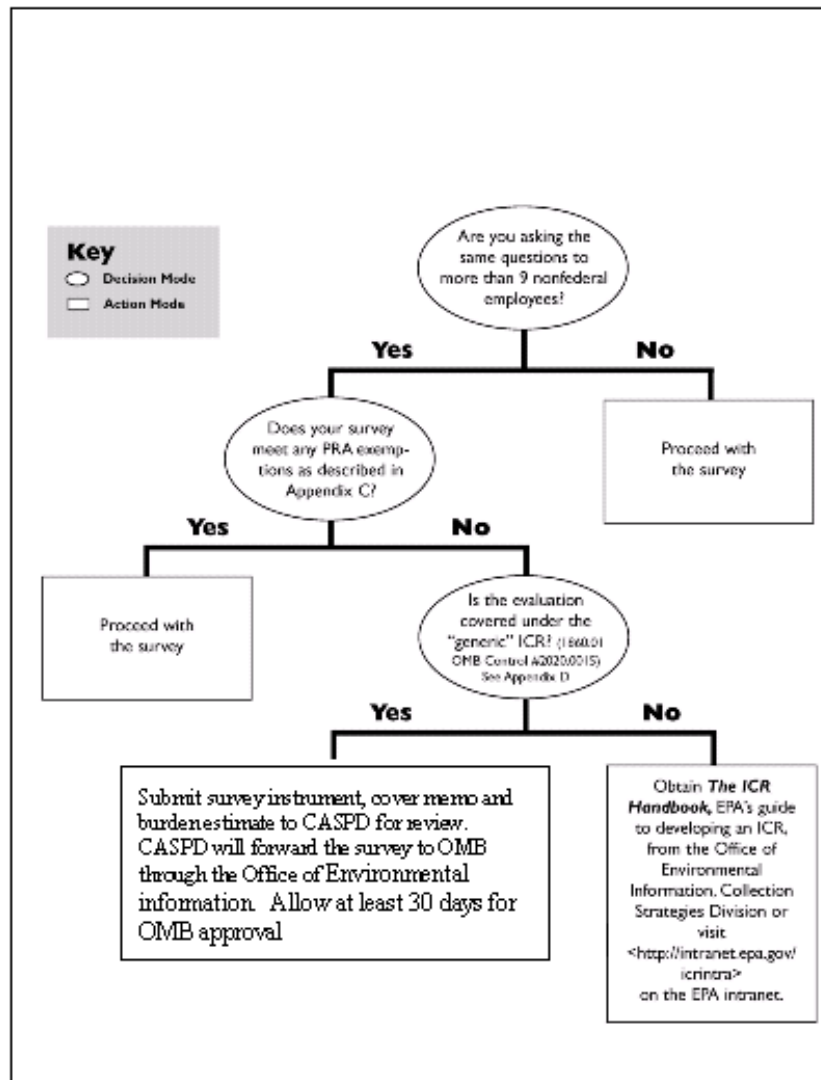 Key
Decision Mode
Action Mode
Are you asking the
same questions to
more than 9 nonfederal
employees?
Yes
No
Does your survey
meet any PRA exemp-
tions as described in
Appendix C?
Proceed with
the survey
Yes
No
Proceed with
the survey
Is the evaluation
covered under the
"generic" ICR? (1860.01
OMB Control #2020.0015)
See Appendix D
Yes
No
Submit survey instrument, cover memo and
burden estimate to CASPD for review.
CASPD will forward the survey to OMB
through the Office of Environmental
information. Allow at least 30 days for
OMB approval
Obtain The ICR
Handbook, EPA's guide
to developing an ICR,
from the Office of
Environmental
Information, Collection
Strategies Division or
visit
<http://intranet.epa.gov/
icrintra>
on the EPA intranet.